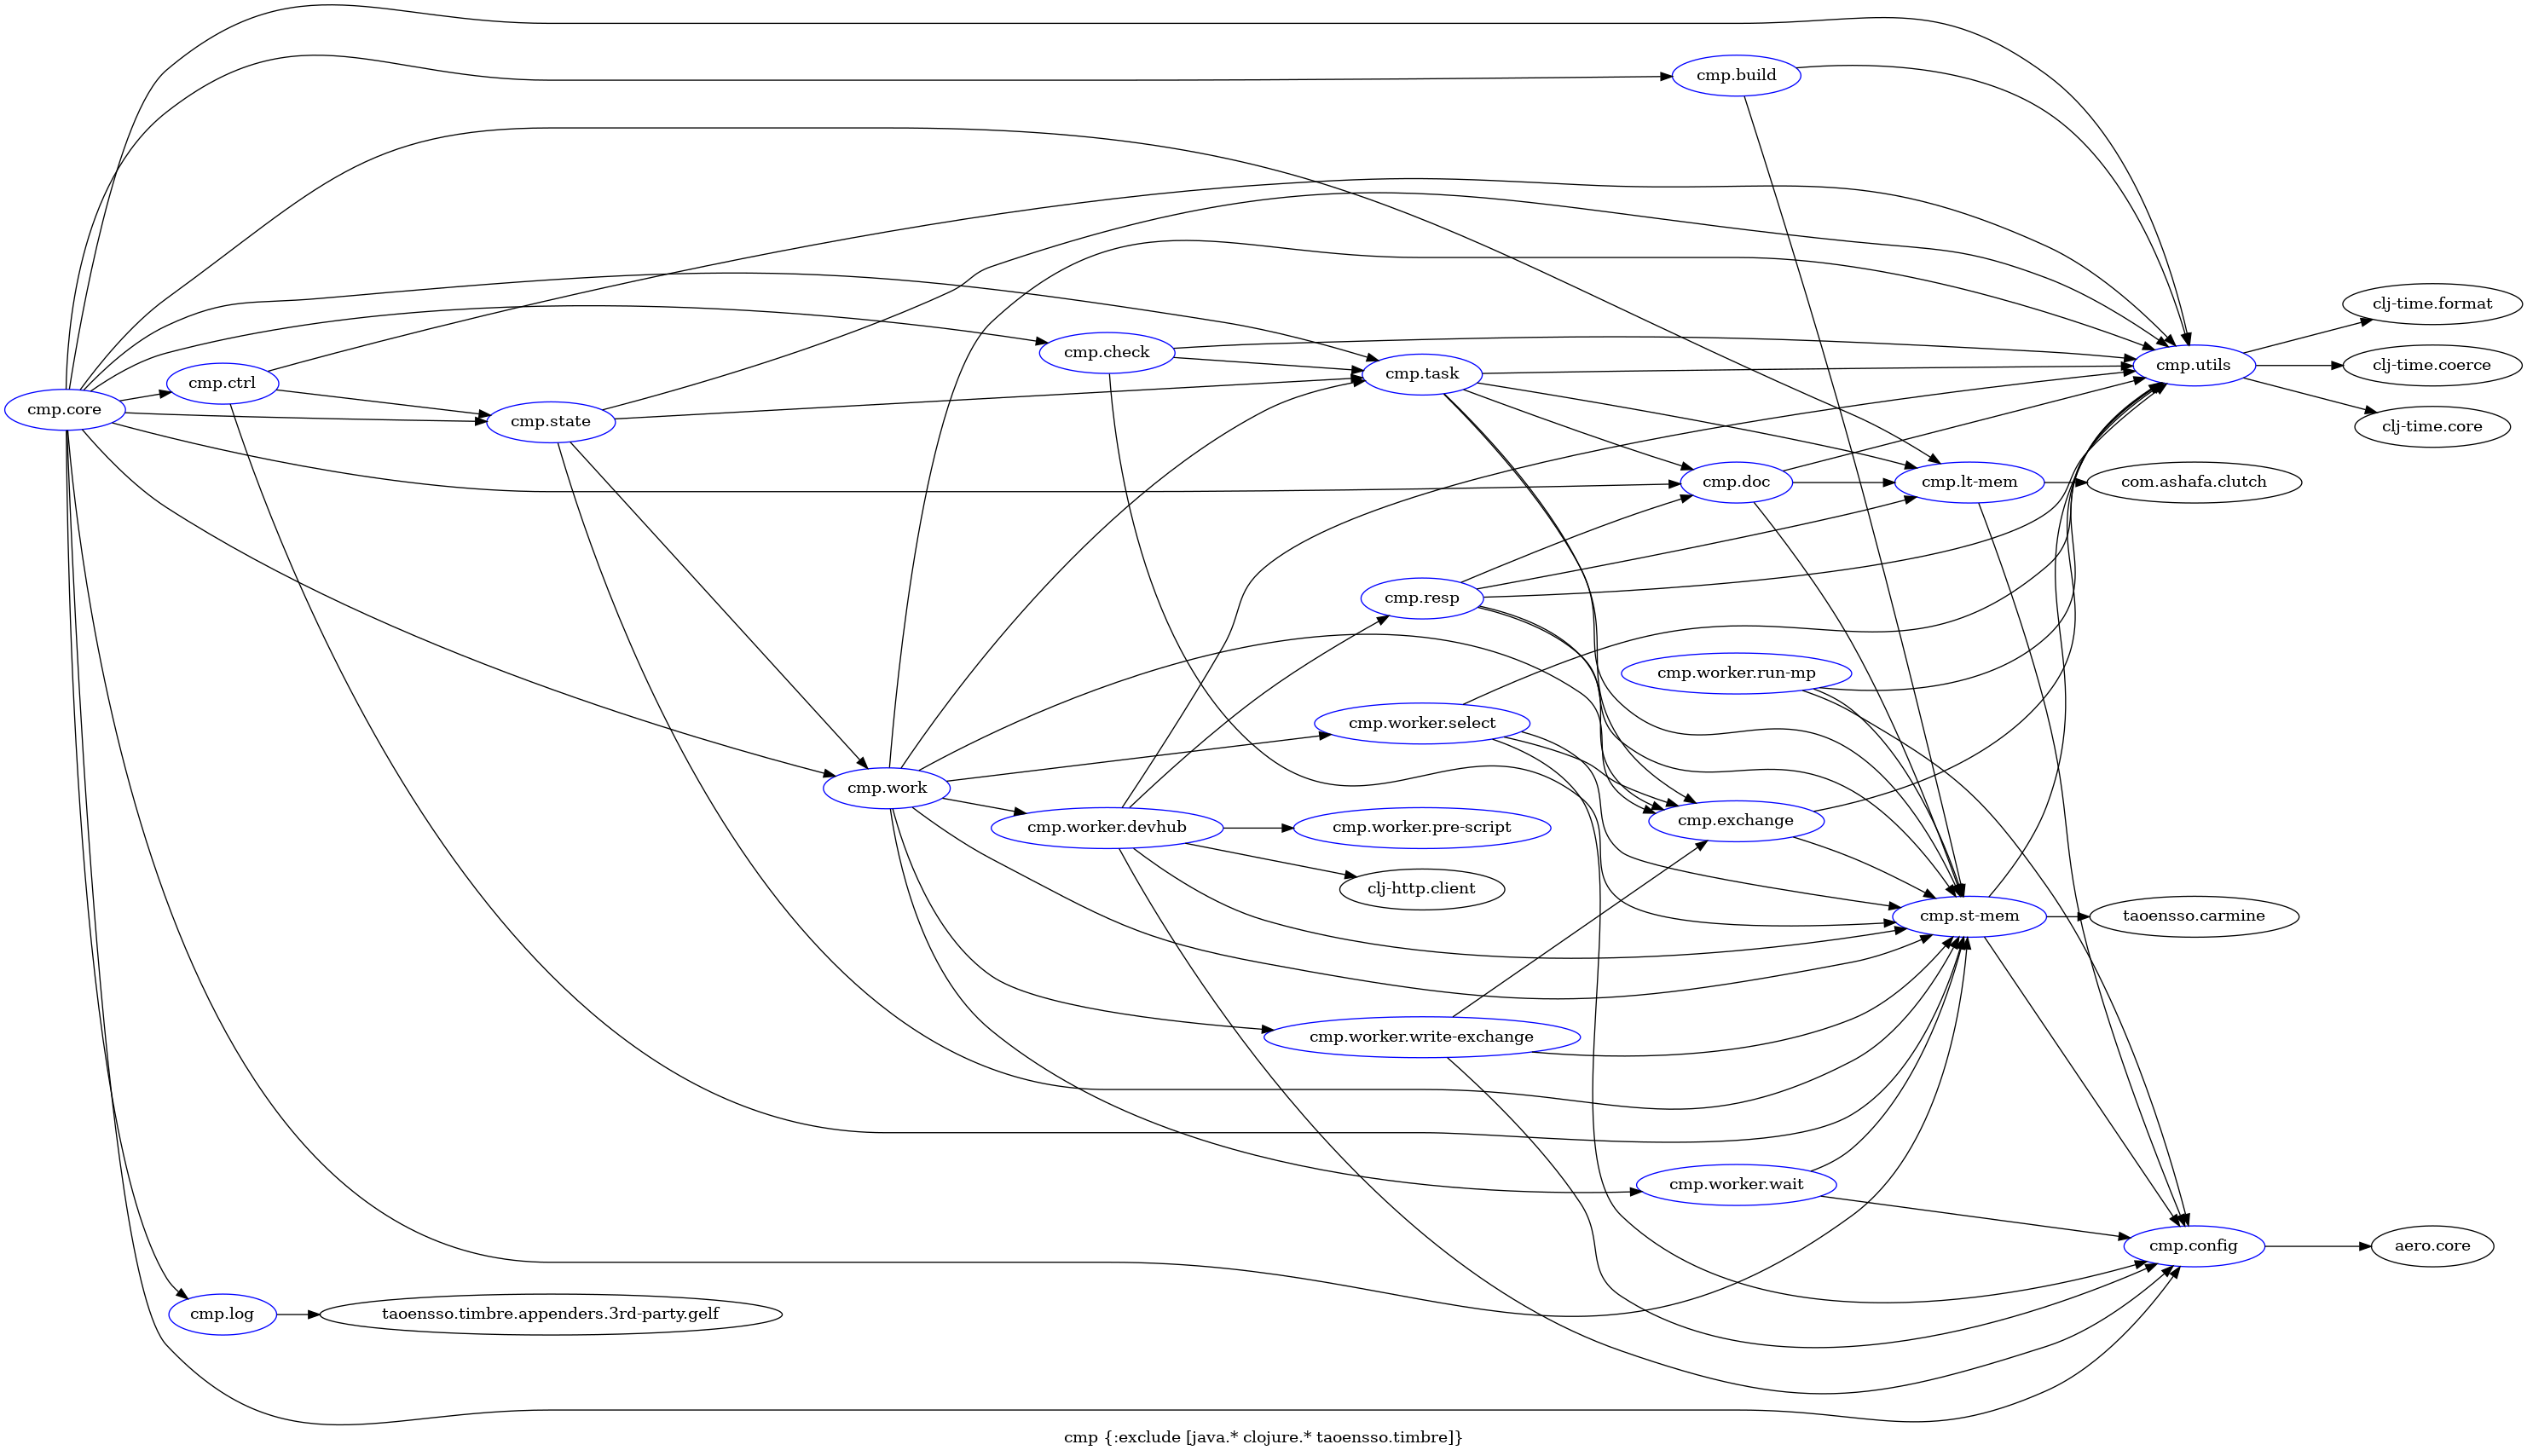 cmp.build
clj-time.format
cmp.check
cmp.utils
clj-time.coerce
cmp.task
cmp.ctrl
cmp.core
cmp.state
clj-time.core
cmp.doc
cmp.lt-mem
com.ashafa.clutch
cmp.resp
cmp.worker.run-mp
cmp.worker.select
cmp.work
cmp.exchange
cmp.worker.devhub
cmp.worker.pre-script
clj-http.client
cmp.st-mem
taoensso.carmine
cmp.worker.write-exchange
cmp.worker.wait
cmp.config
aero.core
cmp.log
taoensso.timbre.appenders.3rd-party.gelf
cmp {:exclude [java.* clojure.* taoensso.timbre]}